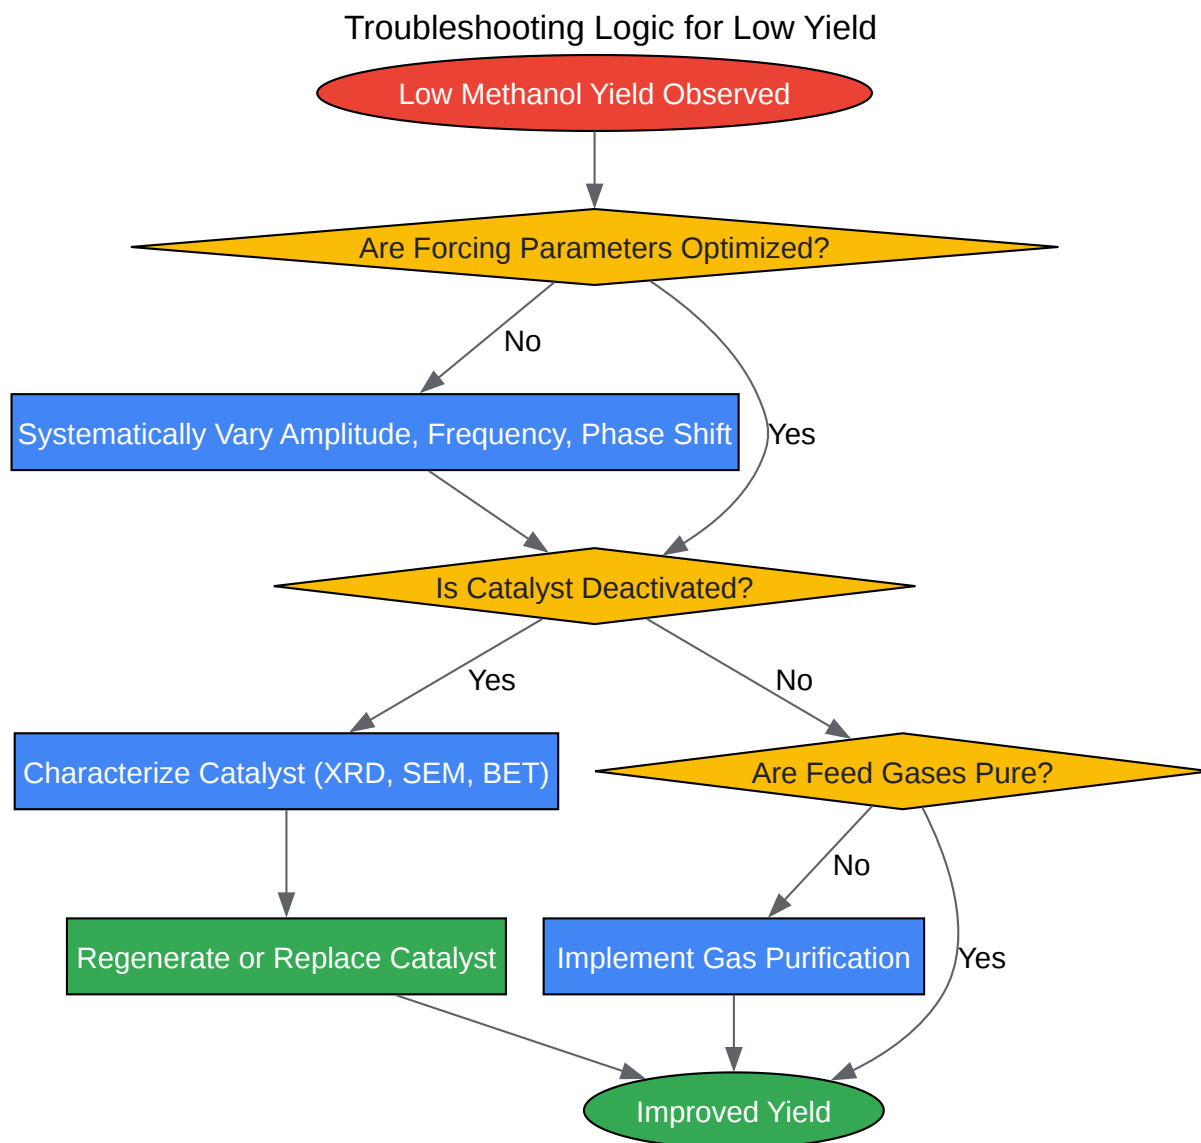 Troubleshooting Logic for Low Yield
Low Methanol Yield Observed
Are Forcing Parameters Optimized?
No
Systematically Vary Amplitude, Frequency, Phase Shift
Yes
Is Catalyst Deactivated?
Yes
No
Characterize Catalyst (XRD, SEM, BET)
Are Feed Gases Pure?
No
Regenerate or Replace Catalyst
Implement Gas Purification
Yes
Improved Yield